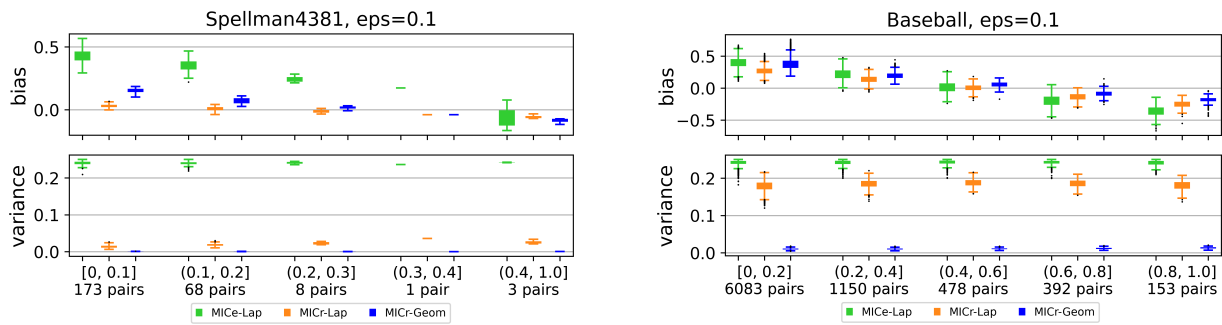 Spellman4381, eps=0.1
bias
0.5
0.0
variance
0.2
0.1
0.0
[0, 0.1] (0.1, 0.2] (0.2, 0.3] (0.3, 0.4] (0.4, 1.0]
173 pairs 68 pairs 8 pairs 1 pair 3 pairs
MICe-Lap MICr-Lap MICr-Geom
Baseball, eps=0.1
bias
0.5
0.0
−0.5
variance
0.2
0.1
0.0
[0, 0.2] (0.2, 0.4] (0.4, 0.6] (0.6, 0.8] (0.8, 1.0]
6083 pairs 1150 pairs 478 pairs 392 pairs 153 pairs
MICe-Lap MICr-Lap MICr-Geom